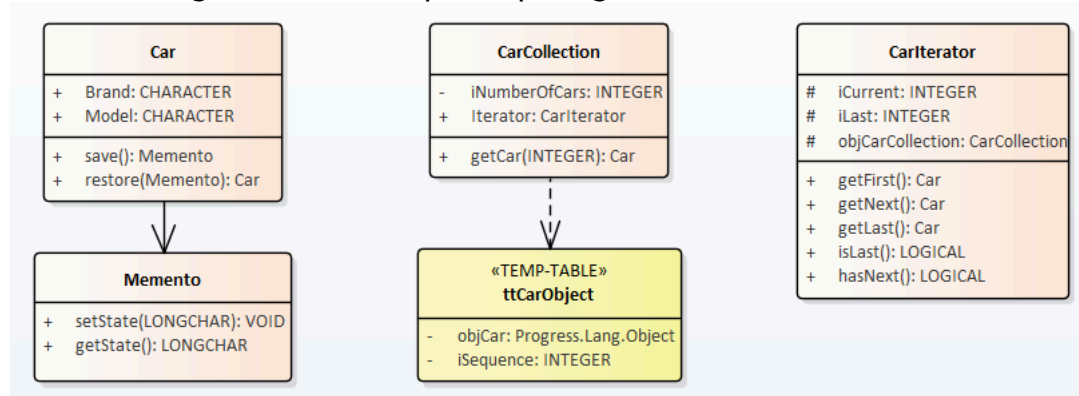 Car
+ Brand: CHARACTER
+ Model: CHARACTER
+ save(): Memento
+ restore(Memento): Car
Memento
+ setState(LONGCHAR): VOID
+ getState(): LONGCHAR
CarCollection
- iNumberOfCars: INTEGER
+ Iterator: CarIterator
+ getCar(INTEGER): Car
«TEMP-TABLE»
ttCarObject
- objCar: Progress.Lang.Object
- iSequence: INTEGER
CarIterator
# iCurrent: INTEGER
# iLast: INTEGER
# objCarCollection: CarCollection
+ getFirst(): Car
+ getNext(): Car
+ getLast(): Car
+ isLast(): LOGICAL
+ hasNext(): LOGICAL